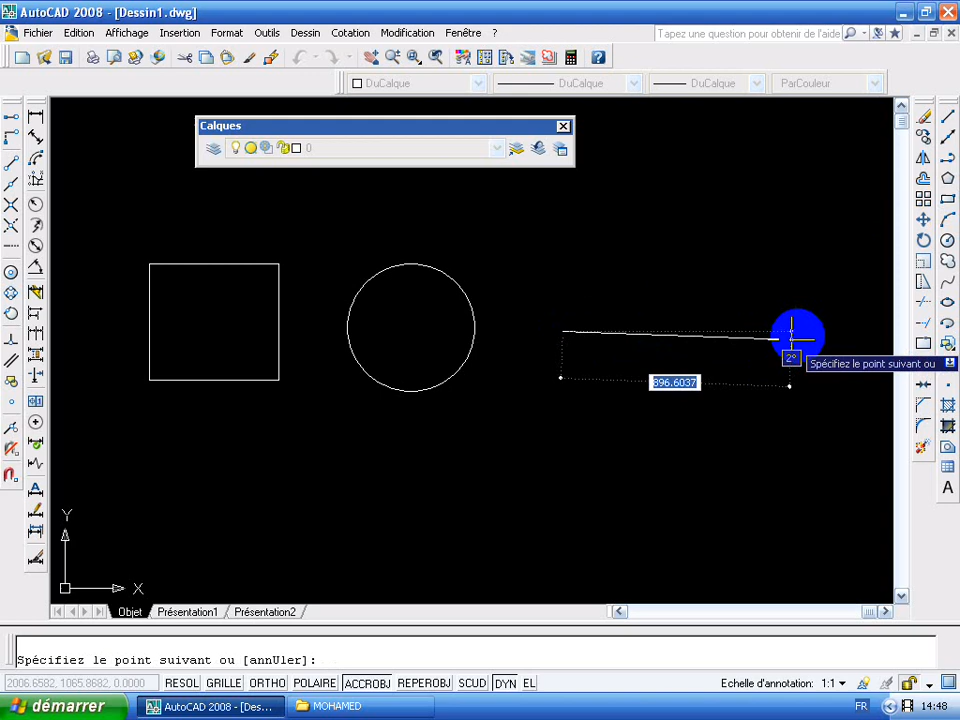 AutoCAD 2008 - [Dessin1.dwg]
Fichier Edition Affichage Insertion Format Outils Dessin Cotation Modification Fenêtre ?
Tapez une question pour obtenir de l'aide
DuCalque DuCalque DuCalque ParCouleur
Calques
0
2°
Spécifiez le point suivant ou
896.6037
A
A
Y
X
Objet Présentation1 Présentation2
Spécifiez le point suivant ou [annUler]:
2006.6582, 1065.8682, 0.0000 RESOL GRILLE ORTHO POLAIRE ACCROBJ REPEROBJ SCUD DYN EL Echelle d'annotation: 1:1
démarrer AutoCAD 2008 - [Des... MOHAMED FR 14:48